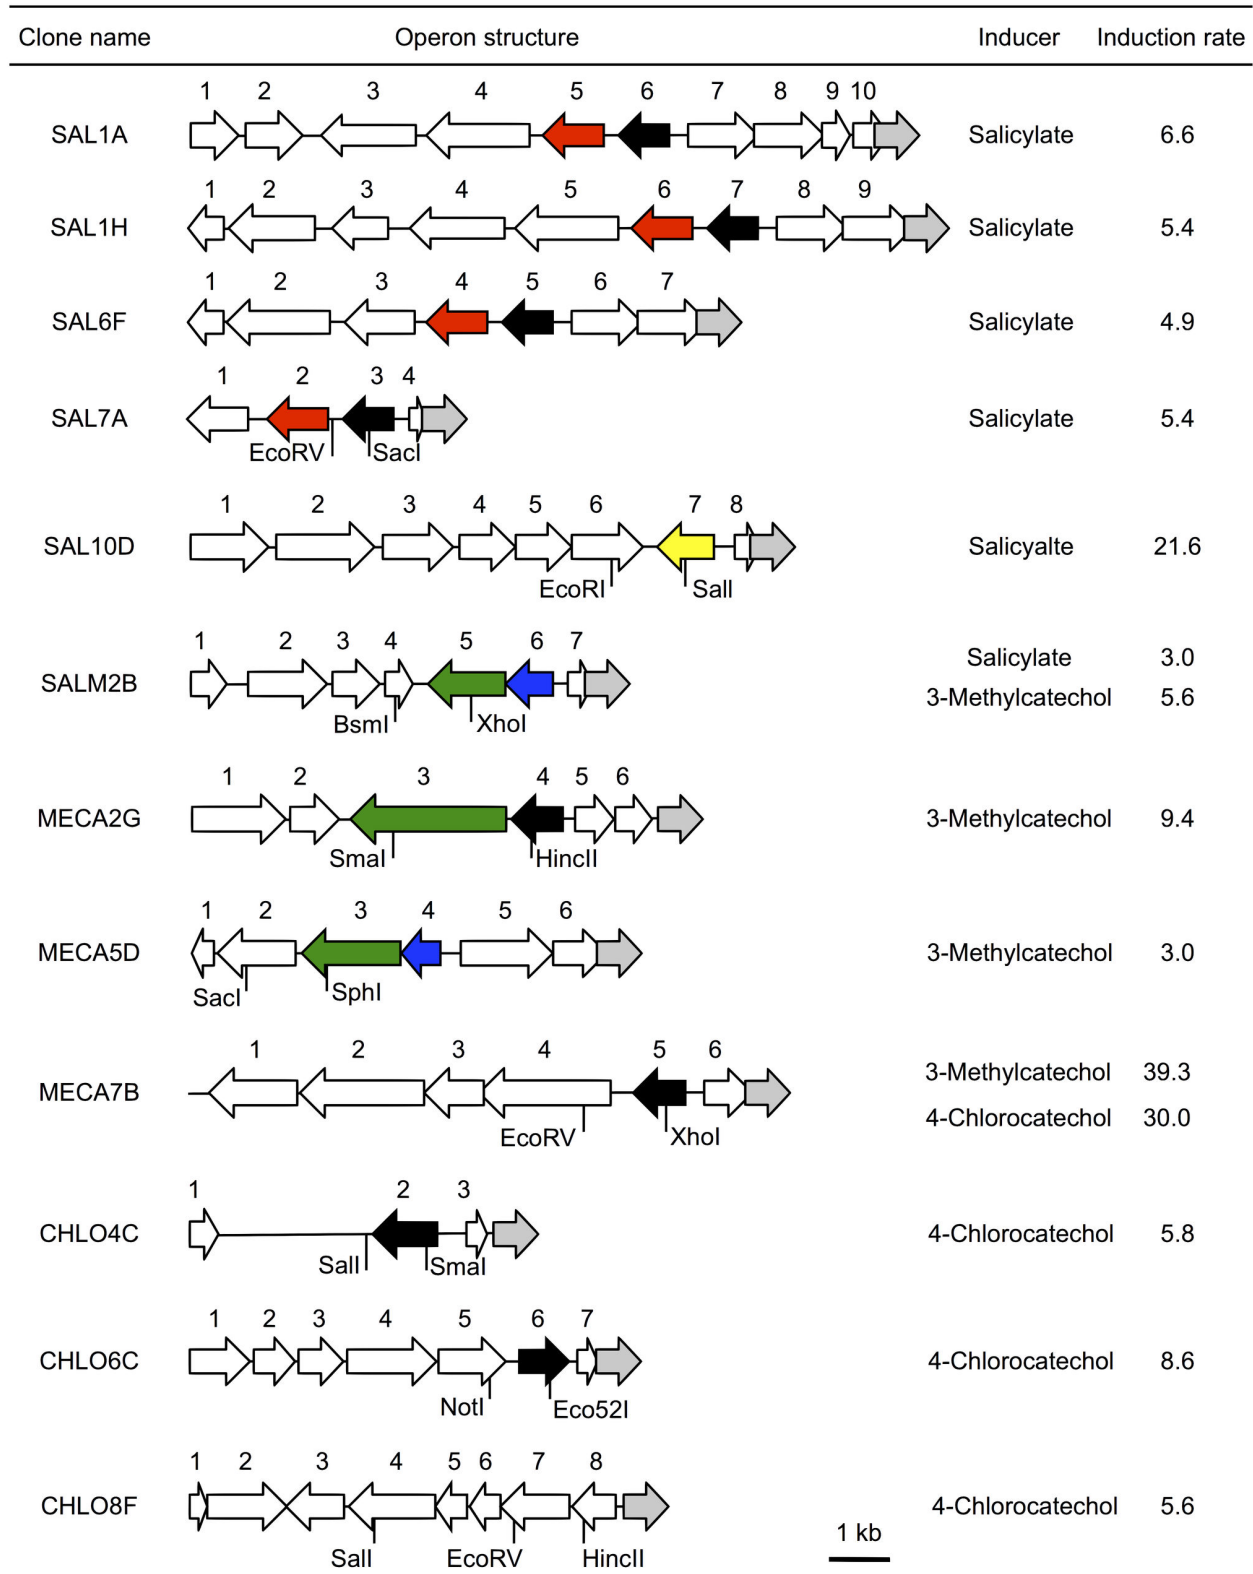 Clone name Operon structure Inducer Induction rate
1 2 3 4 5 6 7 8 9 10
SAL1A Salicylate 6.6
1 2 3 4 5 6 7 8 9
SAL1H Salicylate 5.4
1 2 3 4 5 6 7
SAL6F Salicylate 4.9
1 2 3 4
SAL7A Salicylate 5.4
EcoRV SacI
1 2 3 4 5 6 7 8
SAL10D Salicyalte 21.6
EcoRI SalI
1 2 3 4 5 6 7
Salicylate 3.0
SALM2B
3-Methylcatechol 5.6
BsmI XhoI
1 2 3 4 5 6
MECA2G 3-Methylcatechol 9.4
SmaI HincII
1 2 3 4 5 6
MECA5D 3-Methylcatechol 3.0
SacI SphI
1 2 3 4 5 6
3-Methylcatechol 39.3
MECA7B
4-Chlorocatechol 30.0
EcoRV XhoI
1 2 3
CHLO4C 4-Chlorocatechol 5.8
SalI SmaI
1 2 3 4 5 6 7
CHLO6C 4-Chlorocatechol 8.6
NotI Eco52I
1 2 3 4 5 6 7 8
CHLO8F 4-Chlorocatechol 5.6
1 kb
SalI EcoRV HincII